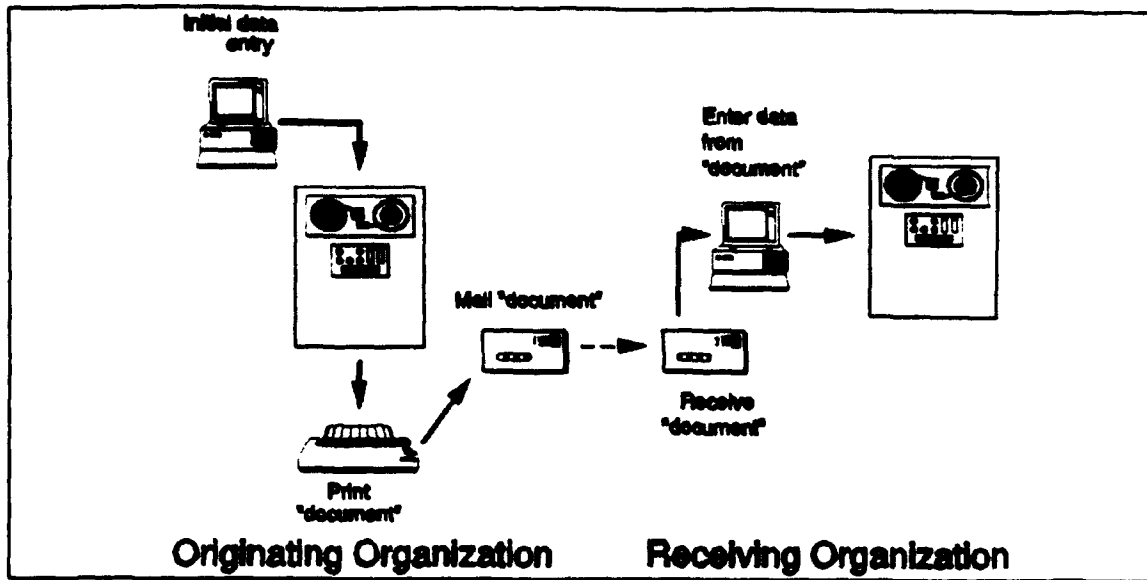 Initial data
entry
Enter data
from
"document"
Mail "document"
Receive
"document"
Print
"document"
Originating Organization
Receiving Organization